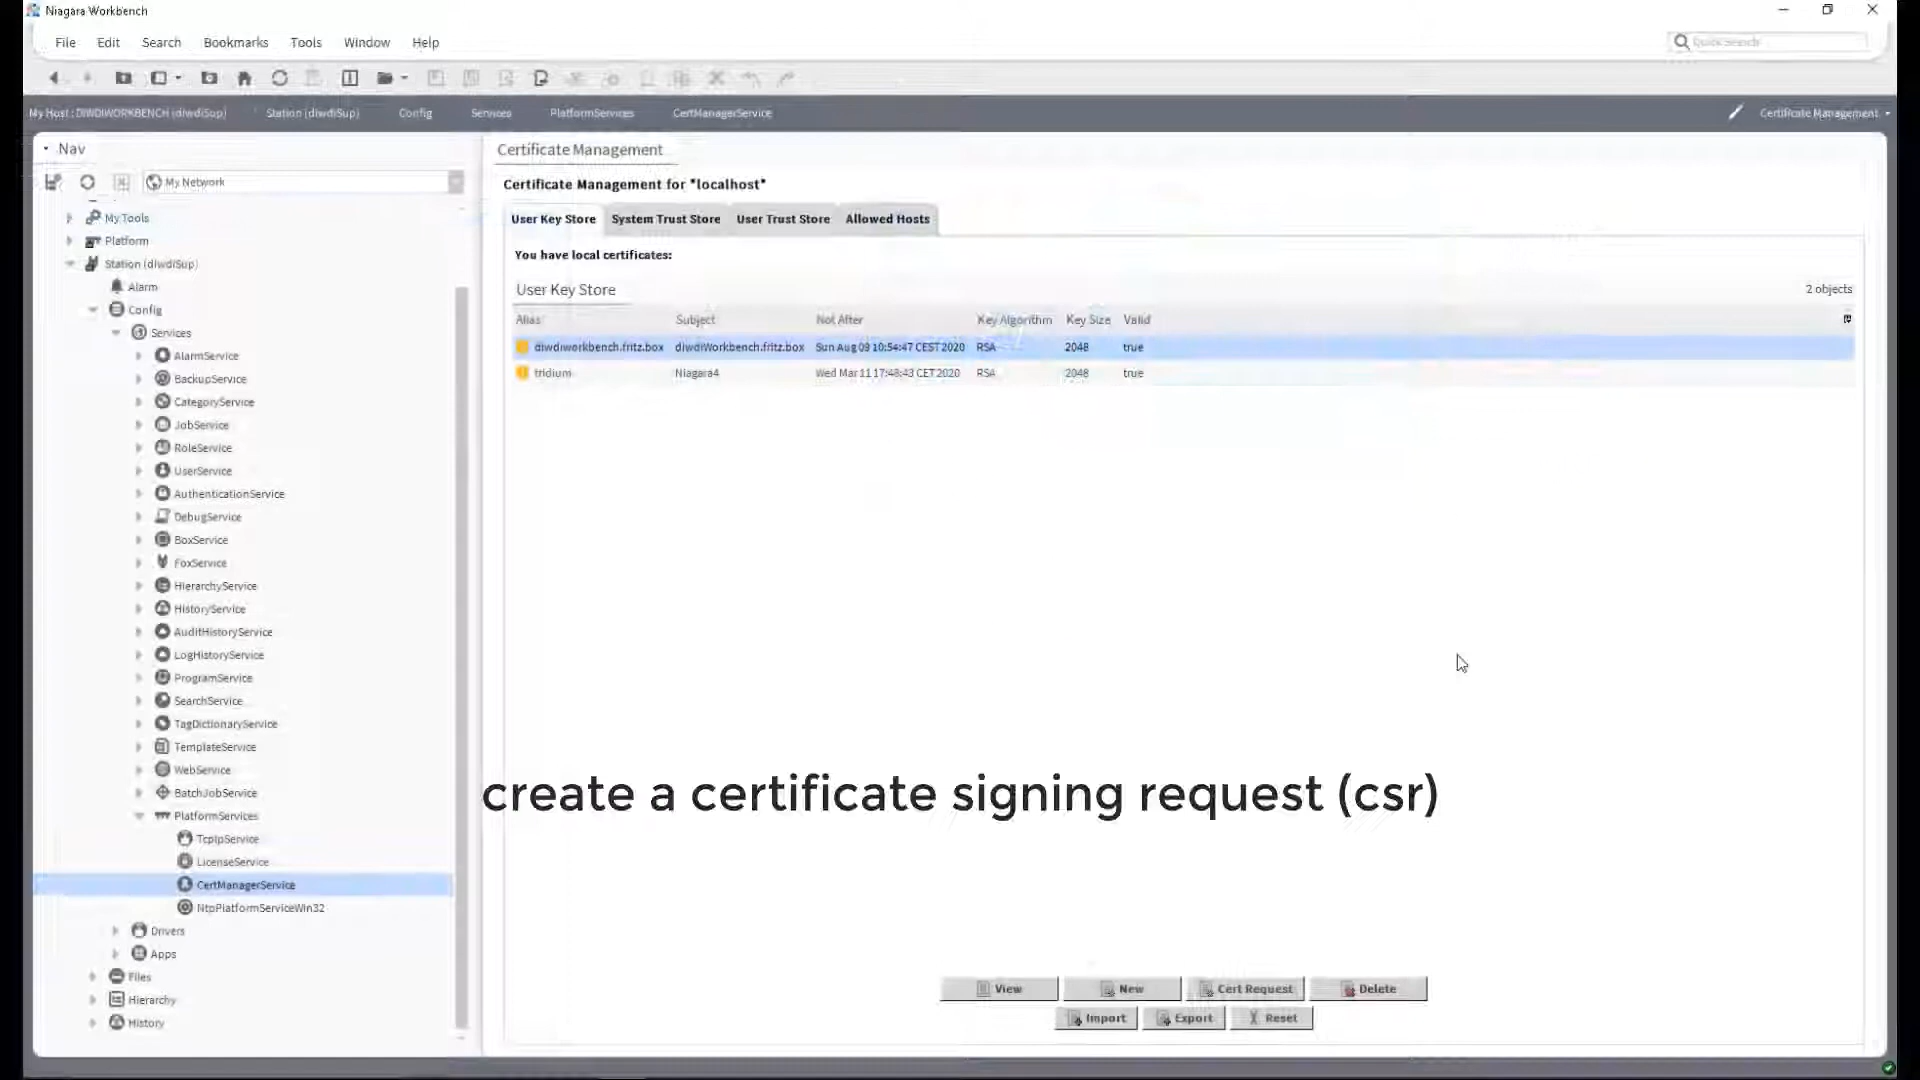 Niagara Workbench
File Edit Search Bookmarks Tools Window Help
Quick Search
My Host : DIWDIWORKBENCH (diwdiSup) Station (diwdiSup) Config Services PlatformServices CertManagerService Certificate Management
Nav
My Network
My Tools
Platform
Station (diwdiSup)
Alarm
Config
Services
AlarmService
BackupService
CategoryService
JobService
RoleService
UserService
AuthenticationService
DebugService
BoxService
FoxService
HierarchyService
HistoryService
AuditHistoryService
LogHistoryService
ProgramService
SearchService
TagDictionaryService
TemplateService
WebService
BatchJobService
PlatformServices
TcpIpService
LicenseService
CertManagerService
NtpPlatformServiceWin32
Drivers
Apps
Files
Hierarchy
History
Certificate Management
Certificate Management for "localhost"
User Key Store System Trust Store User Trust Store Allowed Hosts
You have local certificates:
User Key Store 2 objects
Alias Subject Not After Key Algorithm Key Size Valid
diwdiworkbench.fritz.box diwdiWorkbench.fritz.box Sun Aug 09 10:54:47 CEST 2020 RSA 2048 true
tridium Niagara4 Wed Mar 11 17:48:43 CET 2020 RSA 2048 true
create a certificate signing request (csr)
View New Cert Request Delete
Import Export Reset